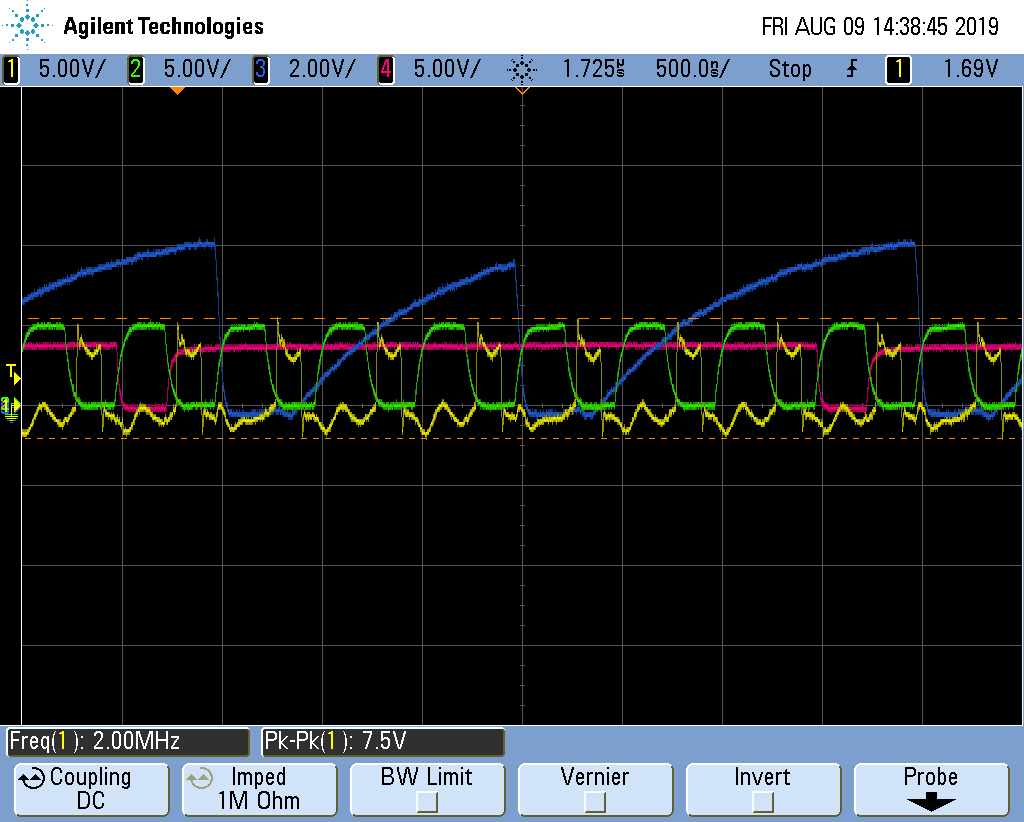 Agilent Technologies FRI AUG 09 14:38:45 2019
1 5.00V/ 2 5.00V/ 3 2.00V/ 4 5.00V/ 1.725µs 500.0ns/ Stop 1 1.69V
T
1
Freq(1): 2.00MHz Pk-Pk(1): 7.5V
Coupling Imped BW Limit Vernier Invert Probe
DC 1M Ohm